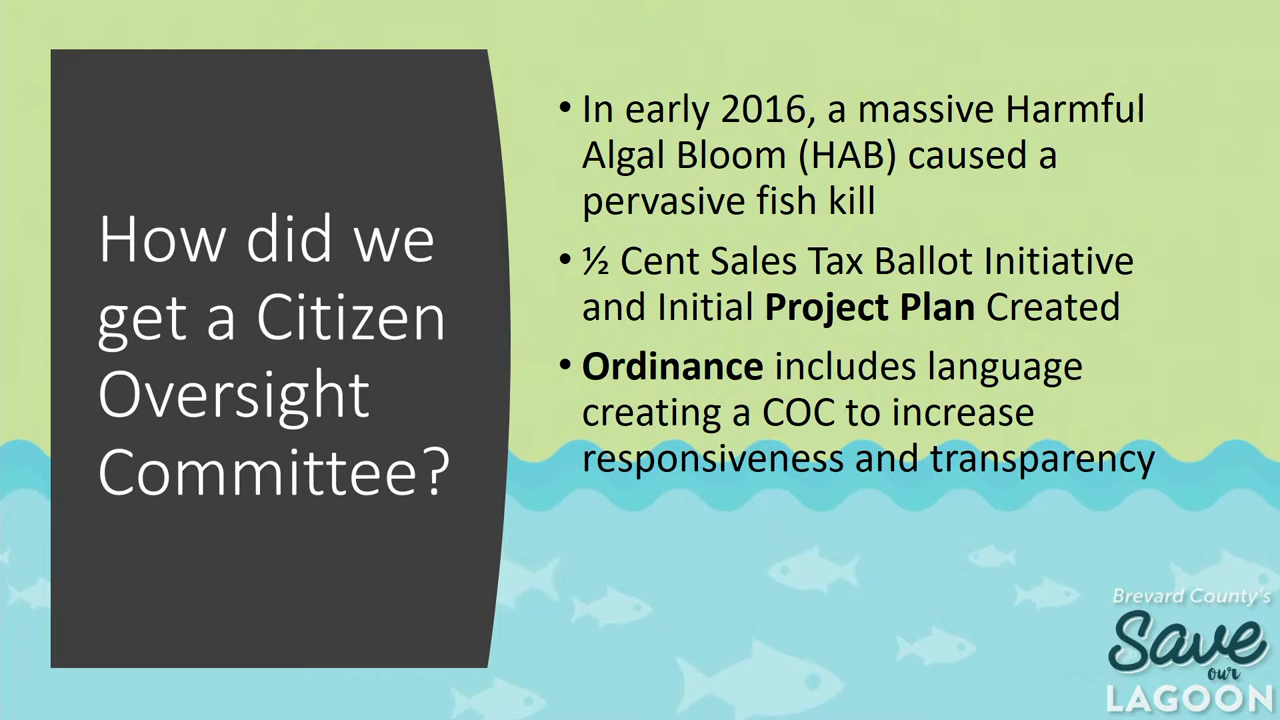 How did we
get a Citizen
Oversight
Committee?
• In early 2016, a massive Harmful
Algal Bloom (HAB) caused a
pervasive fish kill
• ½ Cent Sales Tax Ballot Initiative
and Initial Project Plan Created
• Ordinance includes language
creating a COC to increase
responsiveness and transparency
Brevard County's
Save
our
LAGOON